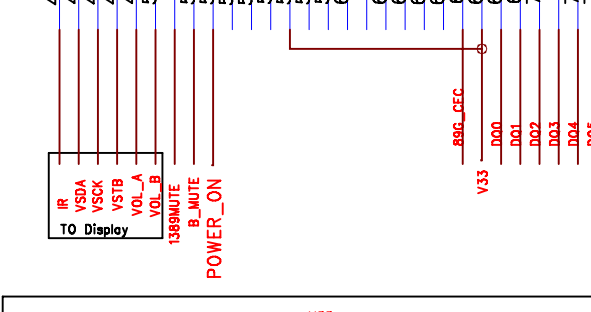 IR
VSDA
VSCK
VSTB
VOL_A
VOL_B
TO Display
1389MUTE
B_MUTE
POWER_ON
89G_CEC
V33
DQ0
DQ1
DQ2
DQ3
DQ4